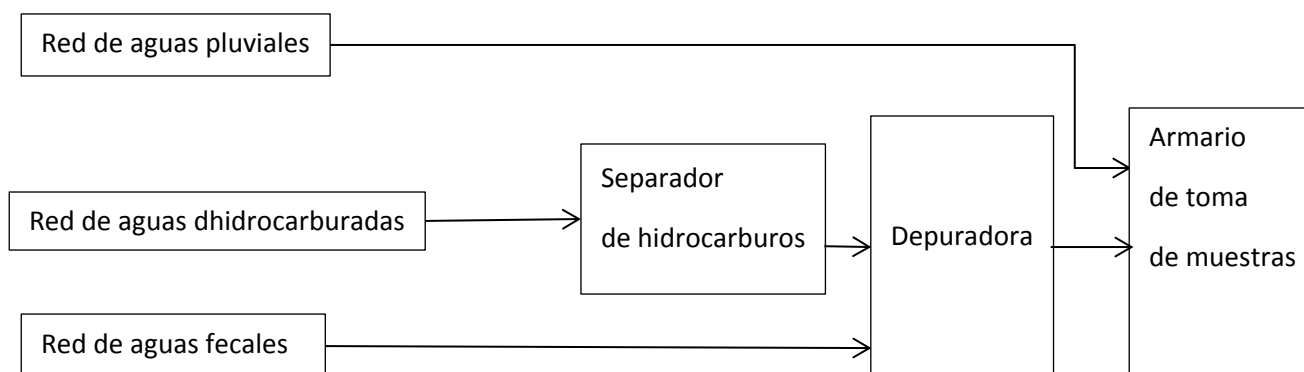 Red de aguas pluviales
Armario
de toma
de muestras
Separador
de hidrocarburos
Red de aguas dhidrocarburadas
Depuradora
Red de aguas fecales